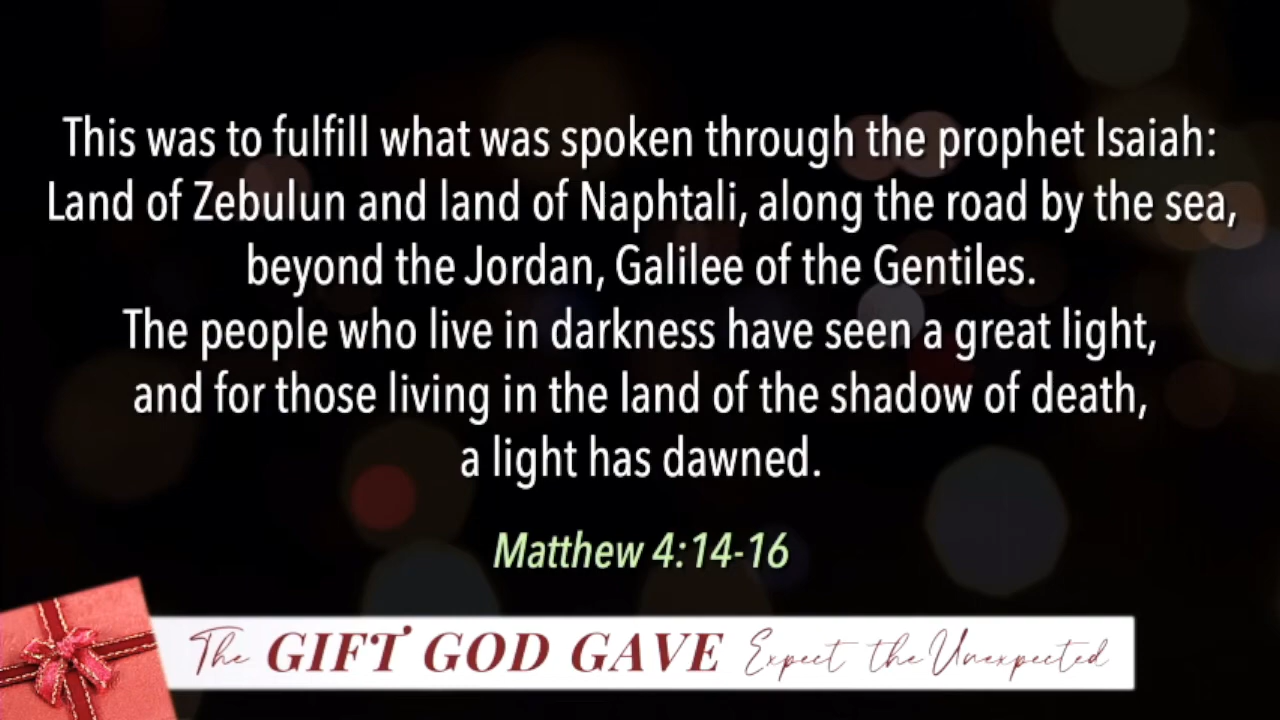 This was to fulfill what was spoken through the prophet Isaiah:
Land of Zebulun and land of Naphtali, along the road by the sea,
beyond the Jordan, Galilee of the Gentiles.
The people who live in darkness have seen a great light,
and for those living in the land of the shadow of death,
a light has dawned.
Matthew 4:14-16
The GIFT GOD GAVE Expect the Unexpected